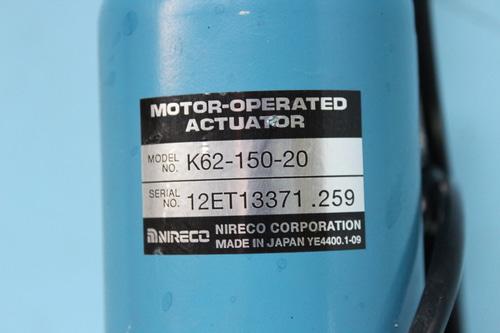 MOTOR-OPERATED
ACTUATOR
MODEL NO. K62-150-20
SERIAL NO. 12ET13371.259
NIRECO NIRECO CORPORATION
MADE IN JAPAN YE4400.1-09